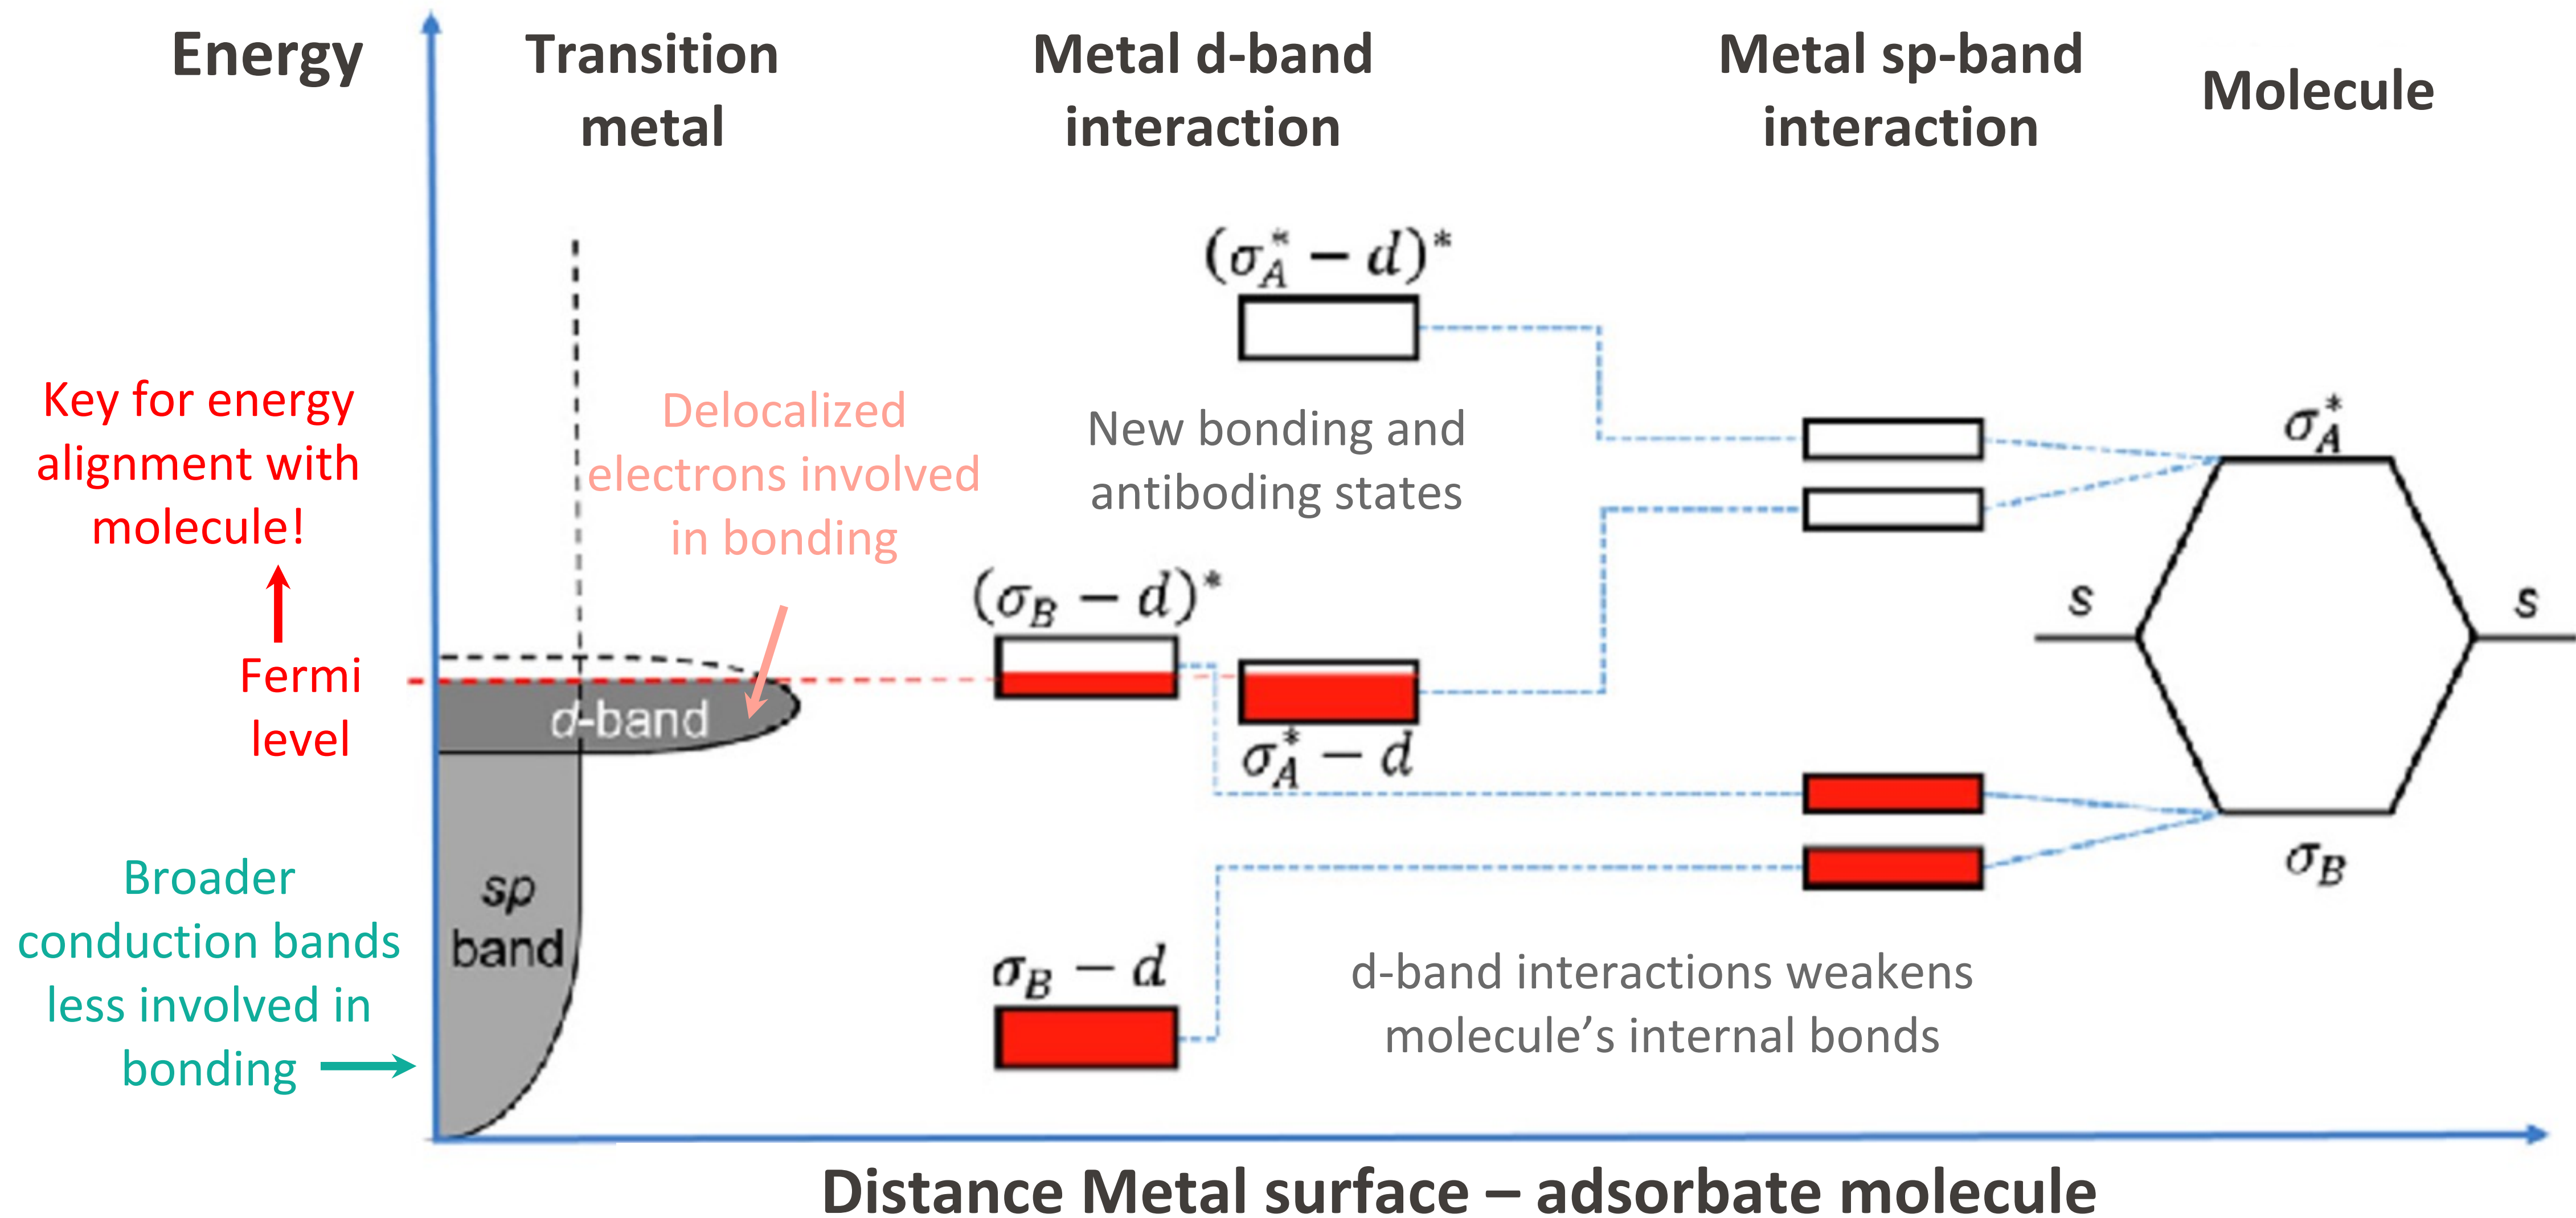 Energy
Transition
metal
Metal d-band
interaction
Metal sp-band
interaction
Molecule
Key for energy
alignment with
molecule!
Fermi
level
Broader
conduction bands
less involved in
bonding
Delocalized
electrons involved
in bonding
d-band
sp
band
(σ*A − d)*
New bonding and
antiboding states
(σB − d)*
σ*A − d
σB − d
d-band interactions weakens
molecule’s internal bonds
σ*A
s
s
σB
Distance Metal surface – adsorbate molecule